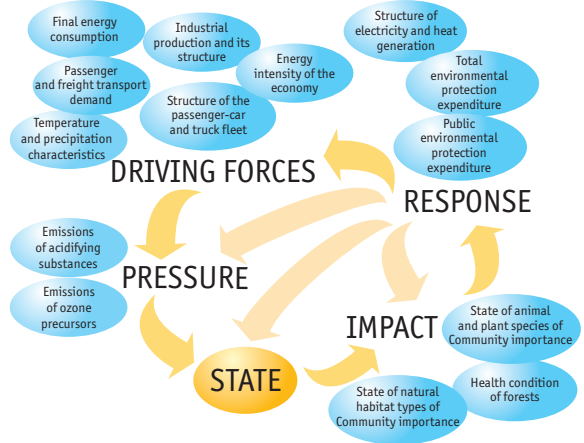 Final energy
consumption
Industrial
production and its
structure
Energy
intensity of the
economy
Passenger
and freight transport
demand
Structure of the
passenger-car
and truck fleet
Temperature
and precipitation
characteristics
Structure of
electricity and heat
generation
Total
environmental
protection
expenditure
Public
environmental
protection
expenditure
DRIVING FORCES
RESPONSE
Emissions
of acidifying
substances
PRESSURE
Emissions
of ozone
precursors
IMPACT
State of animal
and plant species of
Community importance
STATE
State of natural
habitat types of
Community importance
Health condition
of forests